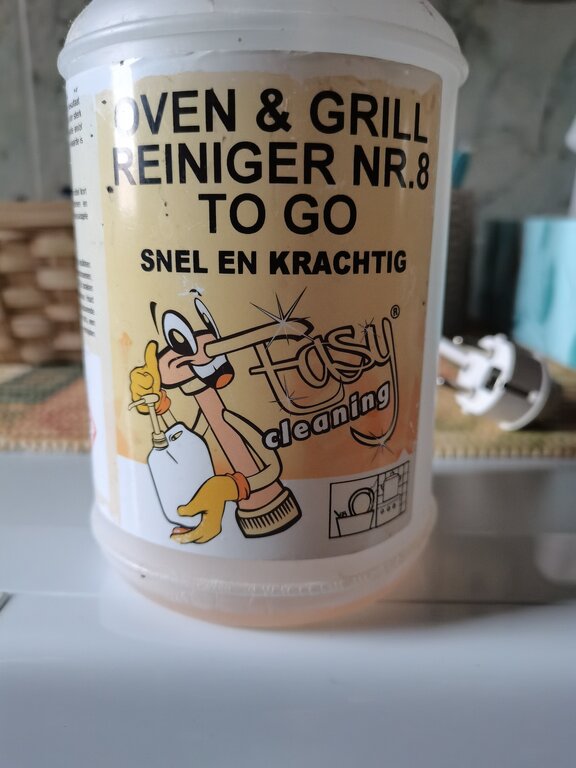 OVEN & GRILL
REINIGER NR.8
TO GO
SNEL EN KRACHTIG
Easy®
cleaning